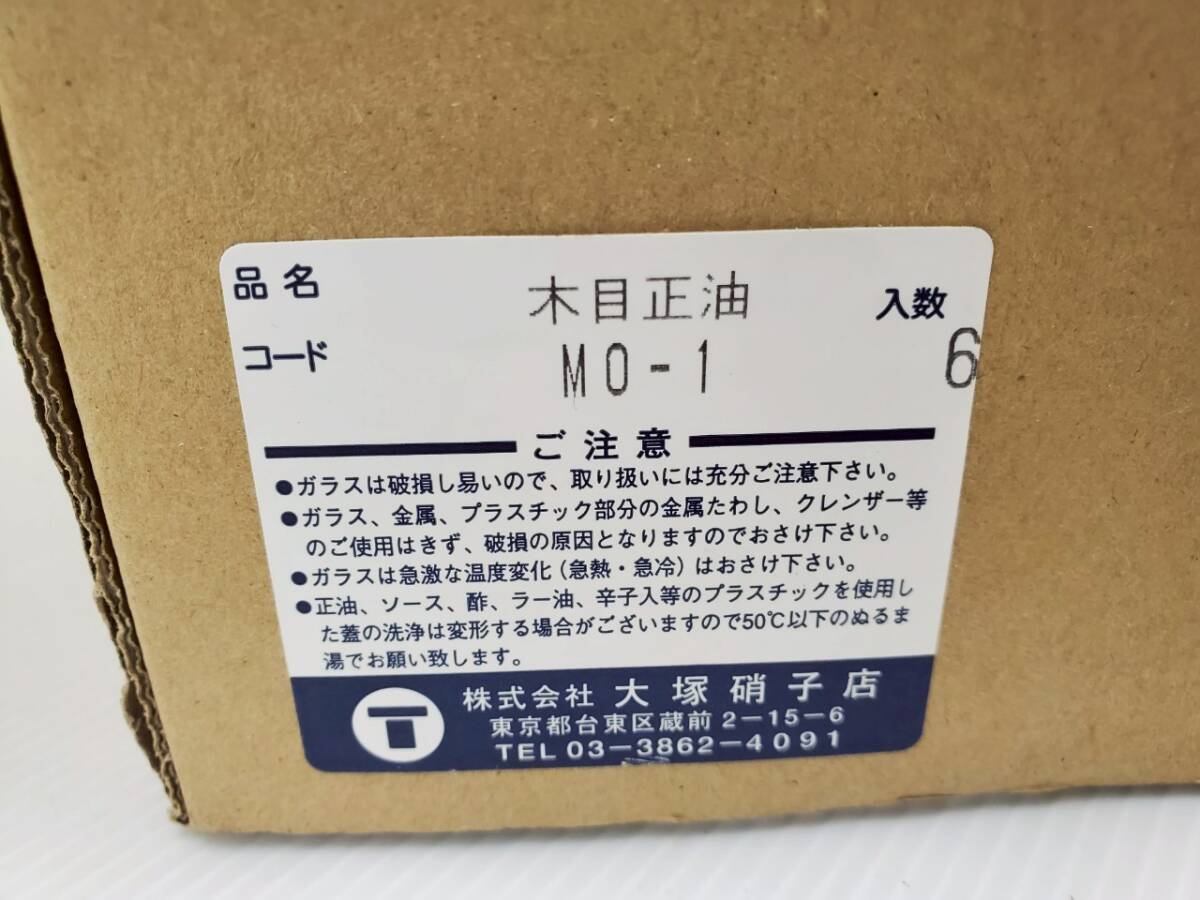 品名 木目正油 入数
コード MO-1 6
ご注意
●ガラスは破損し易いので、取り扱いには充分ご注意下さい。
●ガラス、金属、プラスチック部分の金属たわし、クレンザー等
のご使用はきず、破損の原因となりますのでおさけ下さい。
●ガラスは急激な温度変化(急熱・急冷)はおさけ下さい。
●正油、ソース、酢、ラー油、辛子入等のプラスチックを使用し
た蓋の洗浄は変形する場合がございますので50℃以下のぬるま
湯でお願い致します。
株式会社 大塚硝子店
東京都台東区蔵前2-15-6
TEL 03-3862-4091